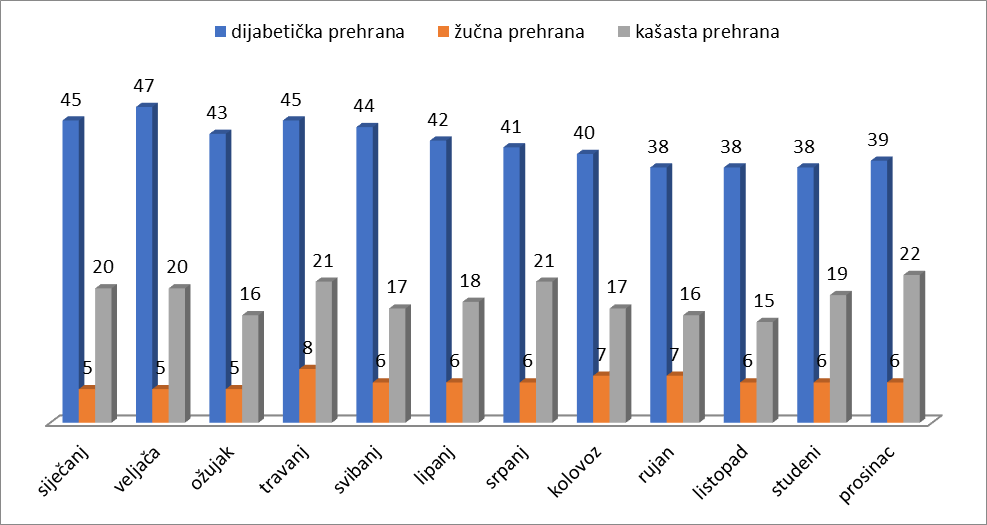 dijabetička prehrana žučna prehrana kašasta prehrana
45 5 20
47 5 20
43 5 16
45 8 21
44 6 17
42 6 18
41 6 21
40 7 17
38 7 16
38 6 15
38 6 19
39 6 22
siječanj
veljača
ožujak
travanj
svibanj
lipanj
srpanj
kolovoz
rujan
listopad
studeni
prosinac